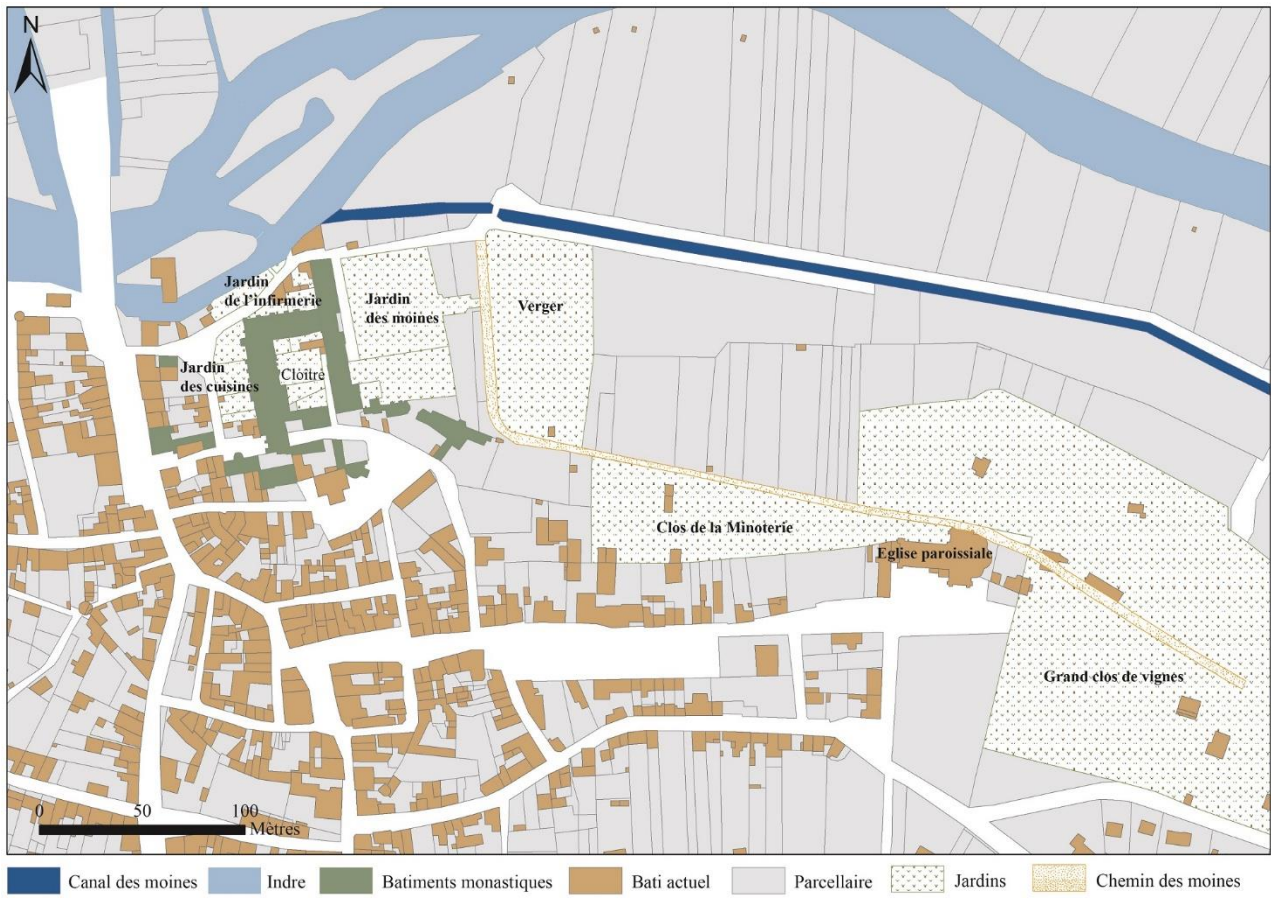 N
Jardin
de l'infirmerie
Jardin
des moines
Verger
Jardin
des cuisines
Cloître
Clos de la Minoterie
Eglise paroissiale
Grand clos de vignes
0 50 100
Mètres
Canal des moines Indre Batiments monastiques Bati actuel Parcellaire Jardins Chemin des moines